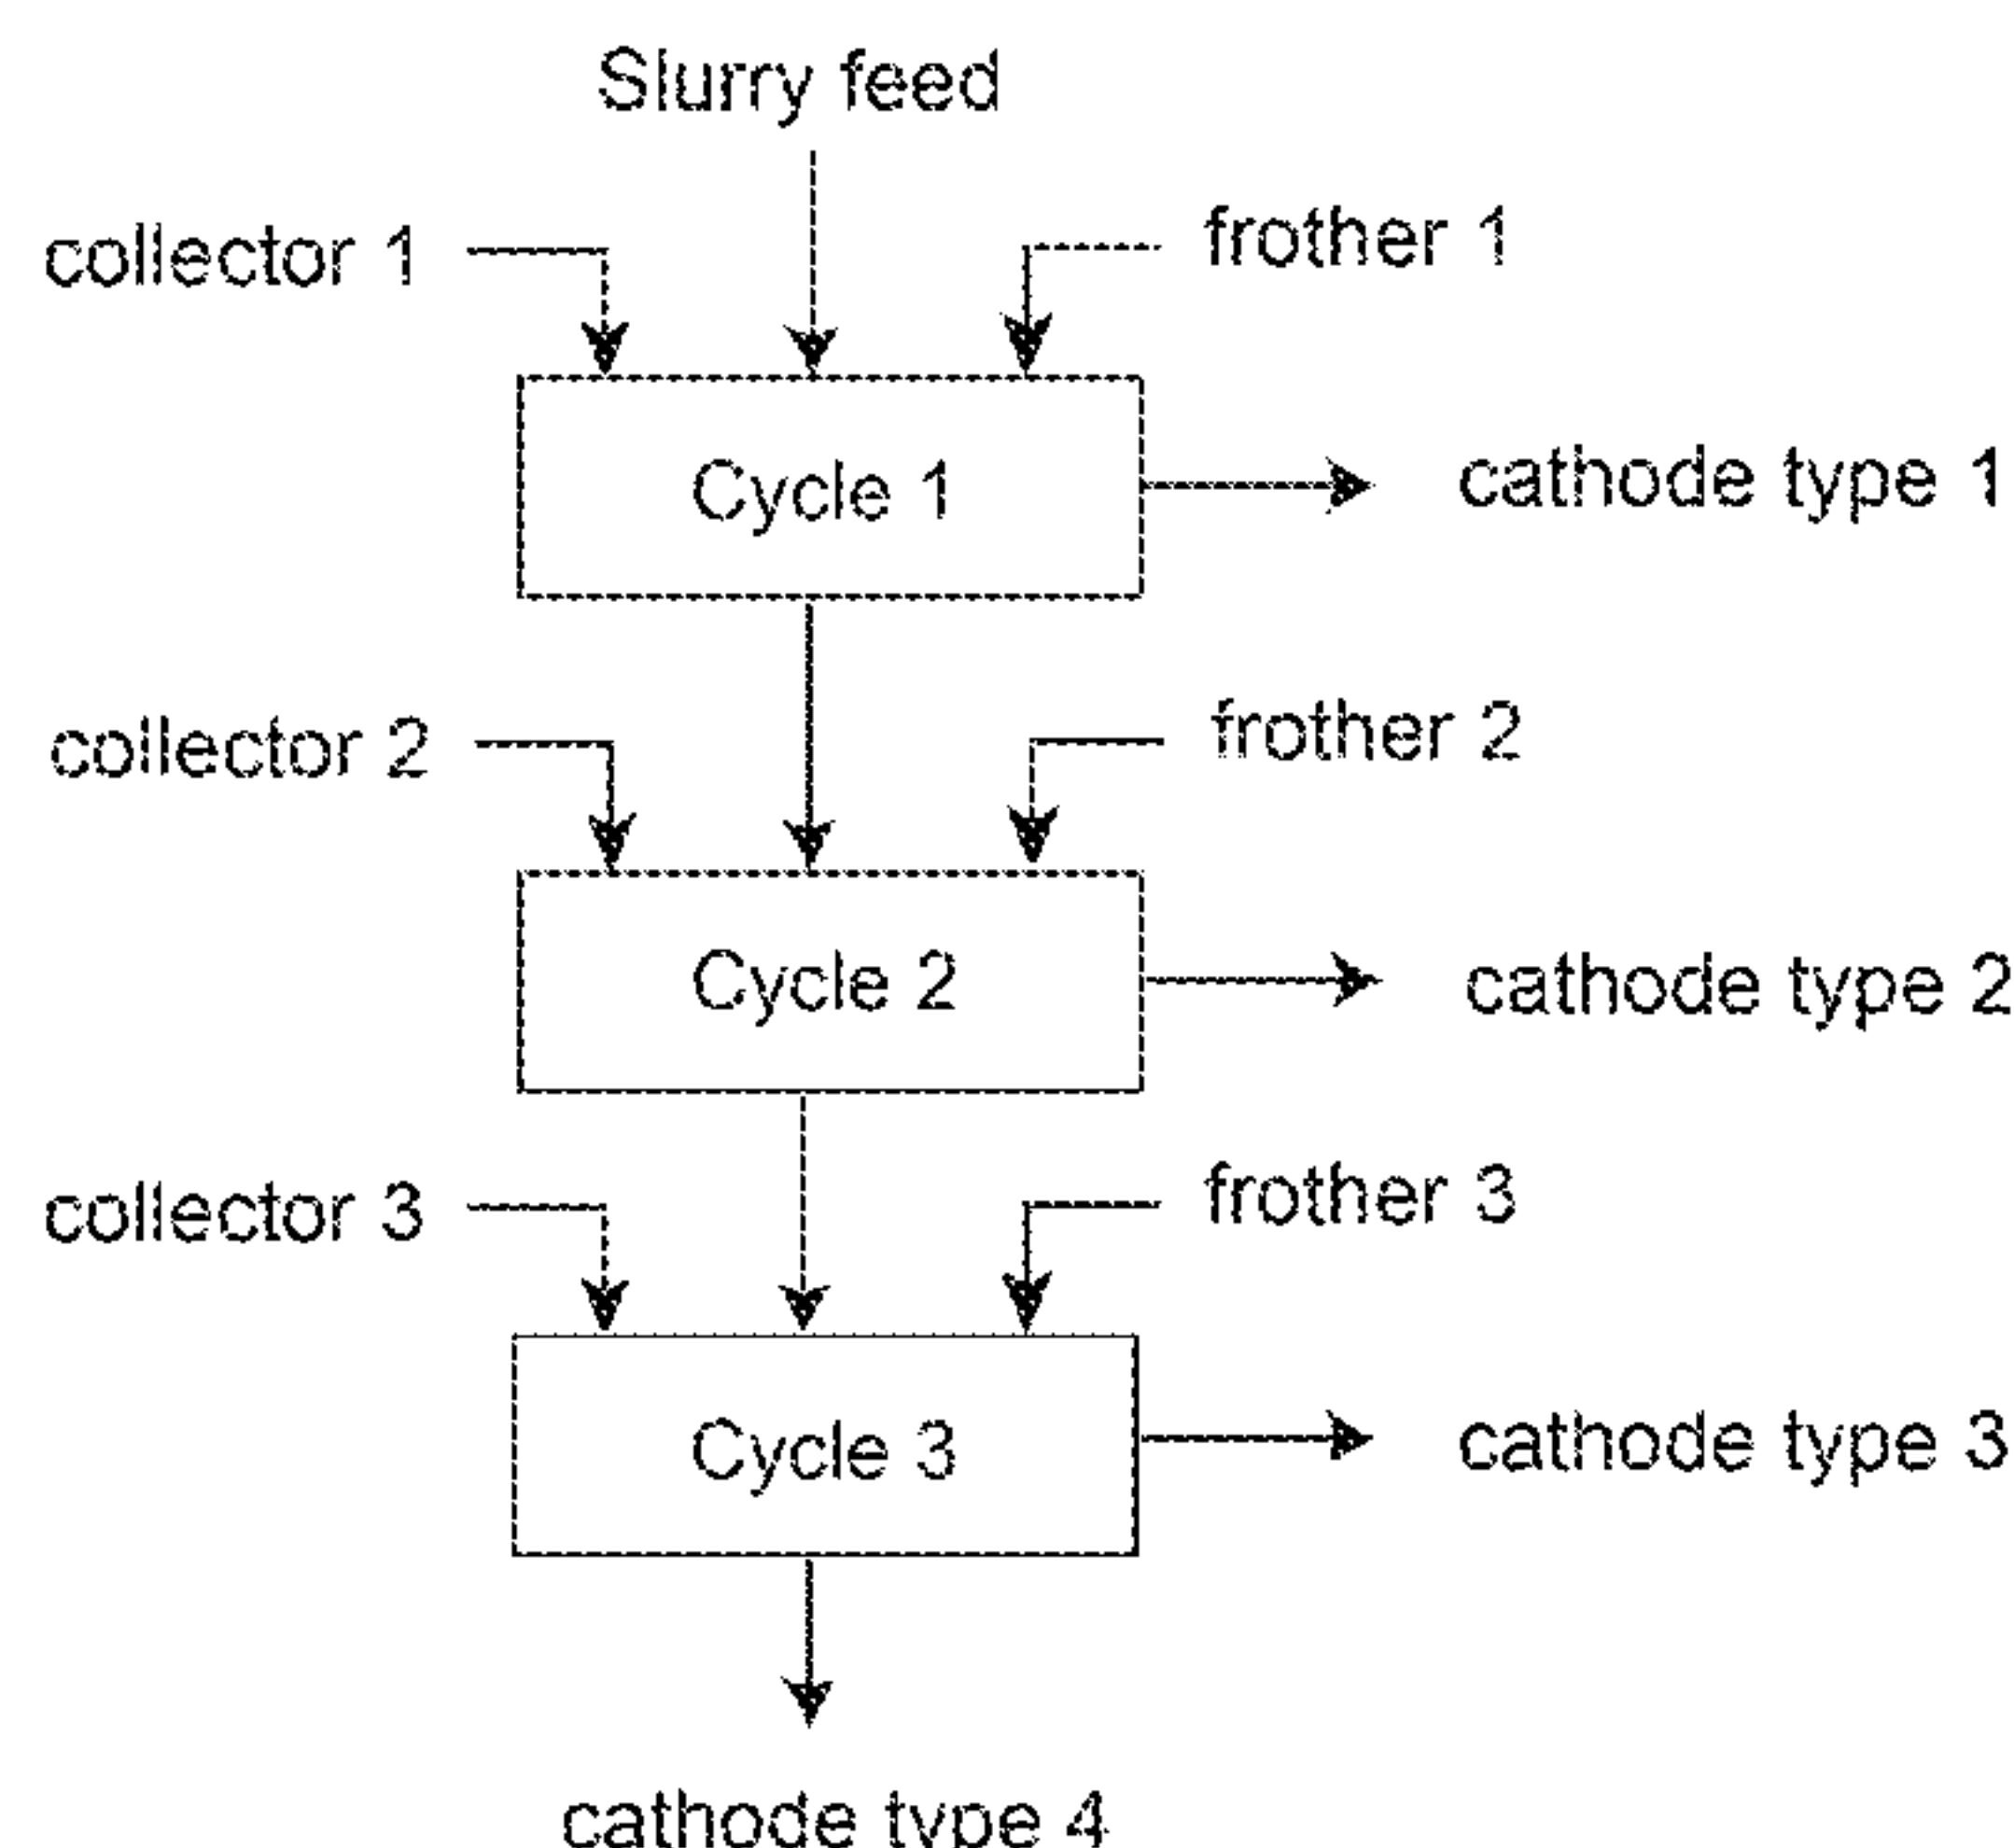 Slurry feed
collector 1
frother 1
Cycle 1
cathode type 1
collector 2
frother 2
Cycle 2
cathode type 2
collector 3
frother 3
Cycle 3
cathode type 3
cathode type 4